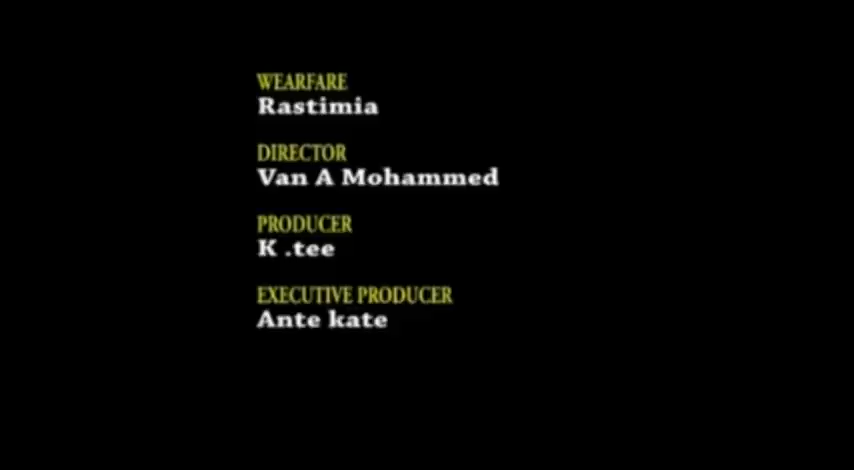 WEARFARE
Rastimia
DIRECTOR
Van A Mohammed
PRODUCER
K .tee
EXECUTIVE PRODUCER
Ante kate